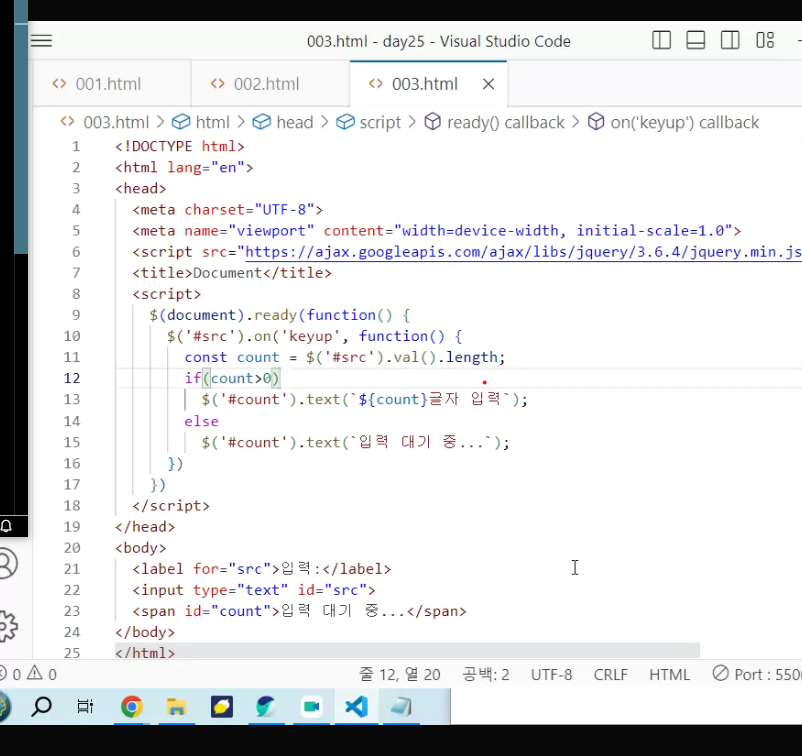 003.html - day25 - Visual Studio Code
001.html 002.html 003.html
003.html > html > head > script > ready() callback > on('keyup') callback
1 <!DOCTYPE html>
2 <html lang="en">
3 <head>
4 <meta charset="UTF-8">
5 <meta name="viewport" content="width=device-width, initial-scale=1.0">
6 <script src="https://ajax.googleapis.com/ajax/libs/jquery/3.6.4/jquery.min.js
7 <title>Document</title>
8 <script>
9 $(document).ready(function() {
10 $('#src').on('keyup', function() {
11 const count = $('#src').val().length;
12 if(count>0)
13 $('#count').text(`${count}글자 입력`);
14 else
15 $('#count').text(`입력 대기 중...`);
16 })
17 })
18 </script>
19 </head>
20 <body>
21 <label for="src">입력:</label>
22 <input type="text" id="src">
23 <span id="count">입력 대기 중...</span>
24 </body>
25 </html>
0 0 줄 12, 열 20 공백: 2 UTF-8 CRLF HTML Port : 550